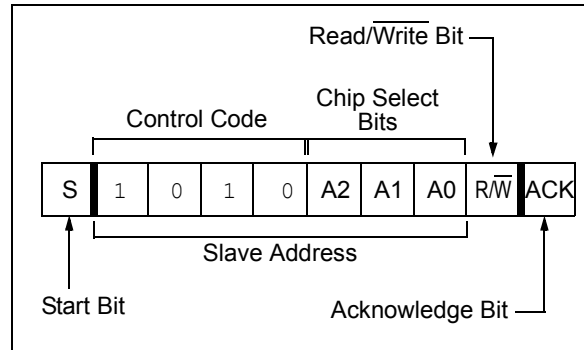 Read/Write Bit
Chip Select
Bits
Control Code
S 1 0 1 0 A2 A1 A0 R/W ACK
Slave Address
Start Bit
Acknowledge Bit